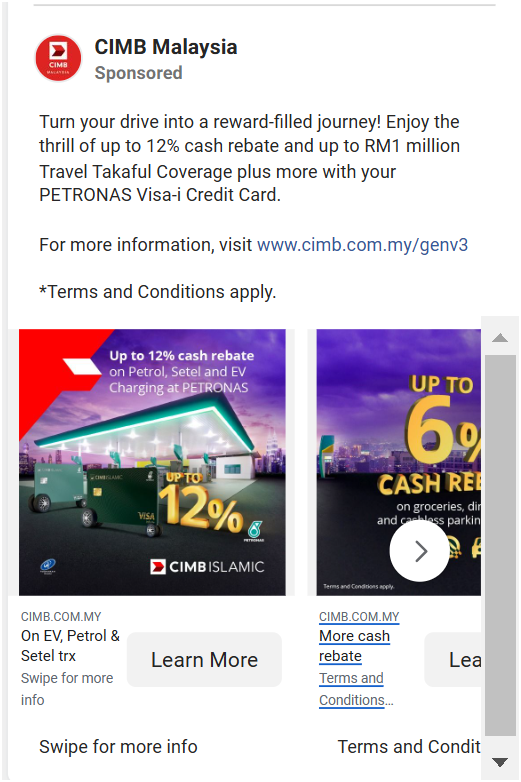 CIMB Malaysia
Sponsored
CIMB
MALAYSIA
Turn your drive into a reward-filled journey! Enjoy the
thrill of up to 12% cash rebate and up to RM1 million
Travel Takaful Coverage plus more with your
PETRONAS Visa-i Credit Card.
For more information, visit www.cimb.com.my/genv3
*Terms and Conditions apply.
Up to 12% cash rebate
on Petrol, Setel and EV
Charging at PETRONAS
CIMB ISLAMIC
VISA
UP TO
12%
PETRONAS
CIMB ISLAMIC
UP TO
6%
CASH REB
on groceries, din
and cashless parkin
Terms and Conditions apply.
CIMB.COM.MY
On EV, Petrol &
Setel trx
Swipe for more
info
Learn More
CIMB.COM.MY
More cash
rebate
Terms and
Conditions...
Lea
Swipe for more info
Terms and Condit